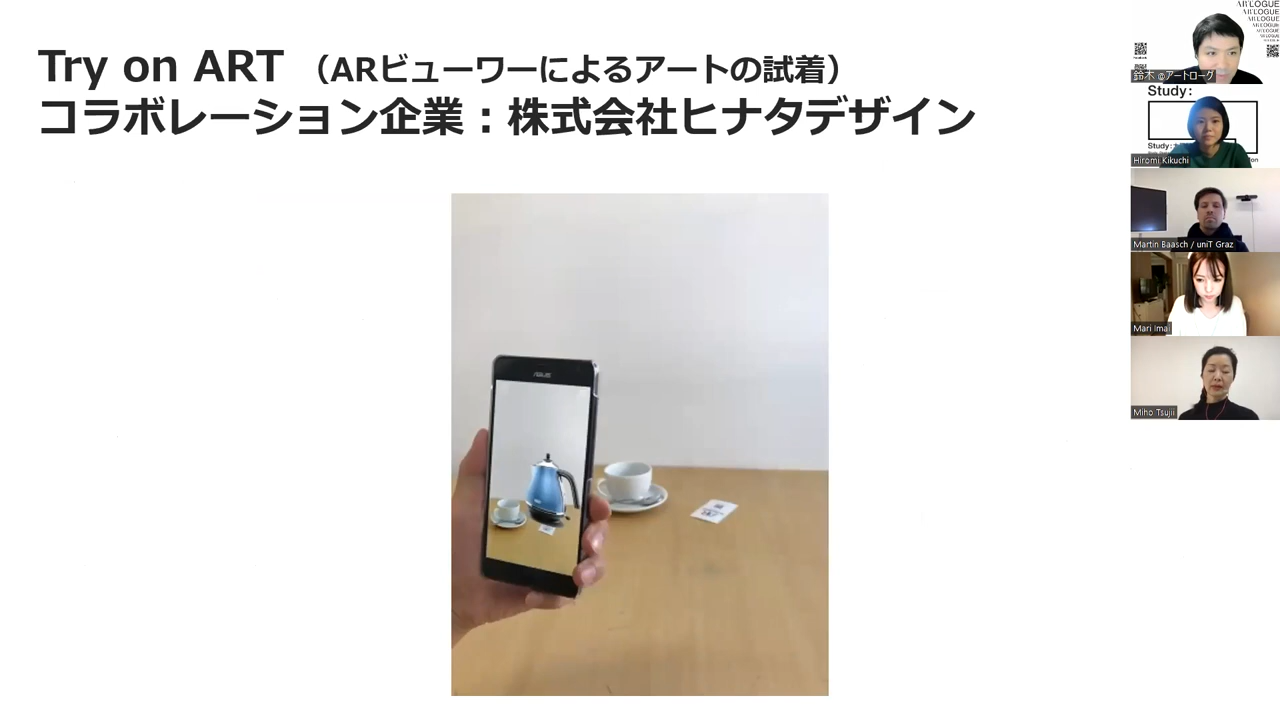 Try on ART （ARビューワーによるアートの試着）
コラボレーション企業：株式会社ヒナタデザイン
ASUS
ARTLOGUE
鈴木 @アートローグ
Study:
Study:
Hiromi Kikuchi
Martin Baasch / uniT Graz
Mari Imai
Miho Tsujii